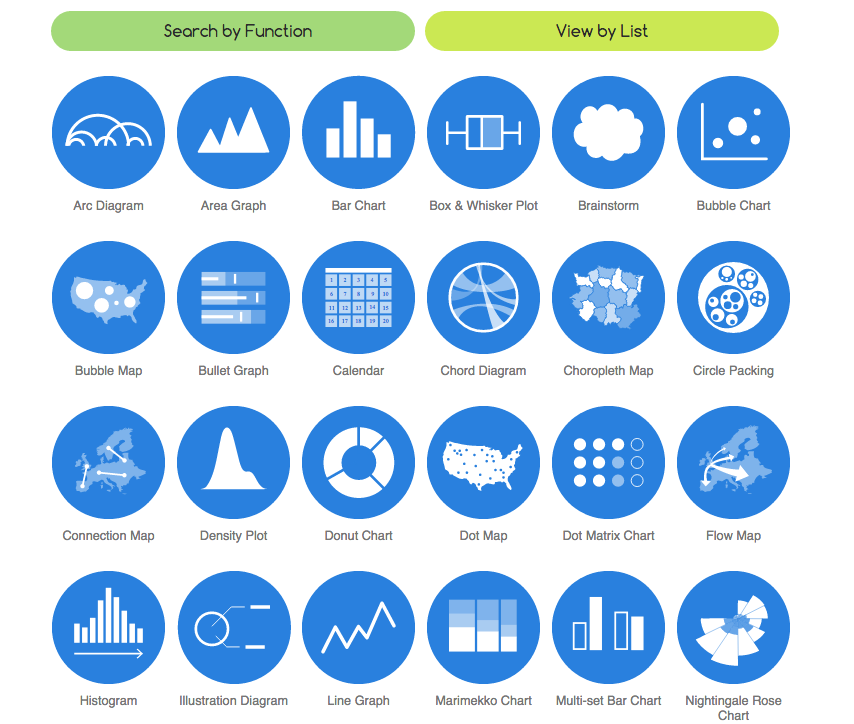 Search by Function
View by List
Arc Diagram
Area Graph
Bar Chart
Box & Whisker Plot
Brainstorm
Bubble Chart
1 2 3 4 5
6 7 8 9 10
11 12 13 14 15
16 17 18 19 20
Bubble Map
Bullet Graph
Calendar
Chord Diagram
Choropleth Map
Circle Packing
Connection Map
Density Plot
Donut Chart
Dot Map
Dot Matrix Chart
Flow Map
Histogram
Illustration Diagram
Line Graph
Marimekko Chart
Multi-set Bar Chart
Nightingale Rose
Chart